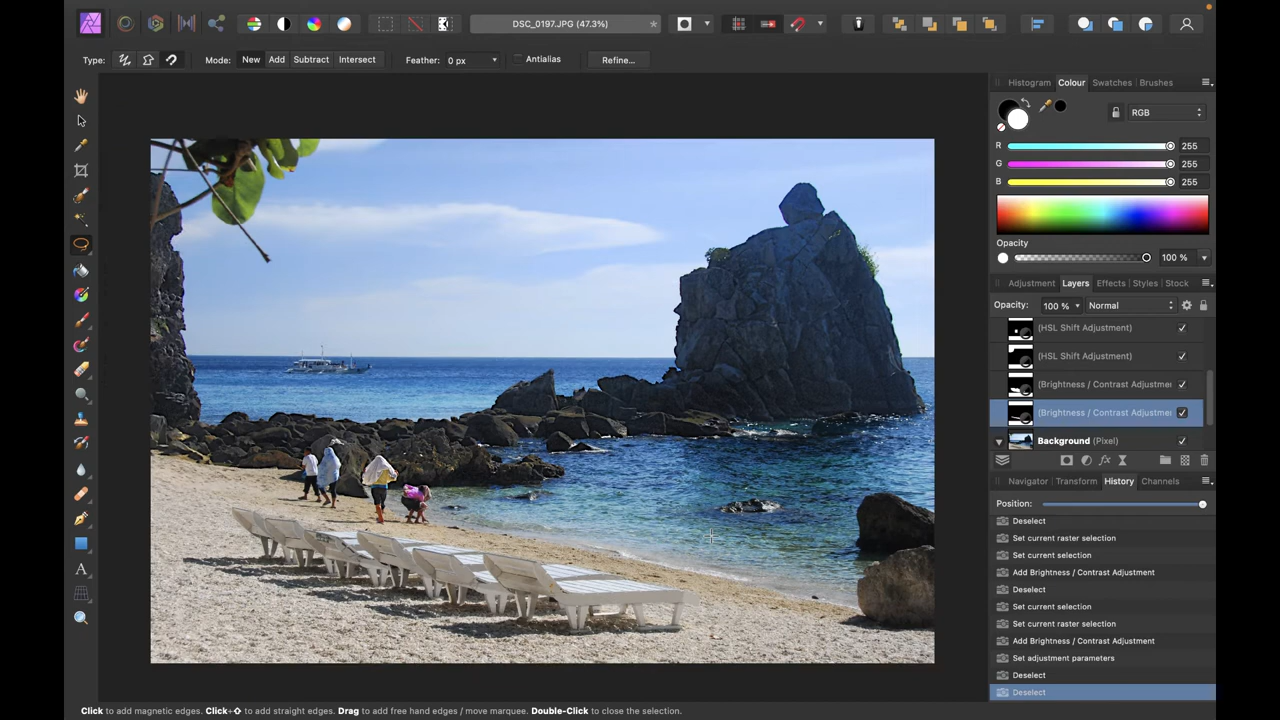 DSC_0197.JPG (47.3%)
Type: Mode: New Add Subtract Intersect Feather: 0 px Antialias Refine...
Histogram Colour Swatches Brushes
RGB
R 255
G 255
B 255
Opacity
100 %
Adjustment Layers Effects Styles Stock
Opacity: 100 % Normal
(HSL Shift Adjustment)
(HSL Shift Adjustment)
(Brightness / Contrast Adjustme
(Brightness / Contrast Adjustme
Background (Pixel)
Navigator Transform History Channels
Position:
Deselect
Set current raster selection
Set current selection
Add Brightness / Contrast Adjustment
Deselect
Set current selection
Set current raster selection
Add Brightness / Contrast Adjustment
Set adjustment parameters
Deselect
Deselect
Click to add magnetic edges. Click+⇧ to add straight edges. Drag to add free hand edges / move marquee. Double-Click to close the selection.